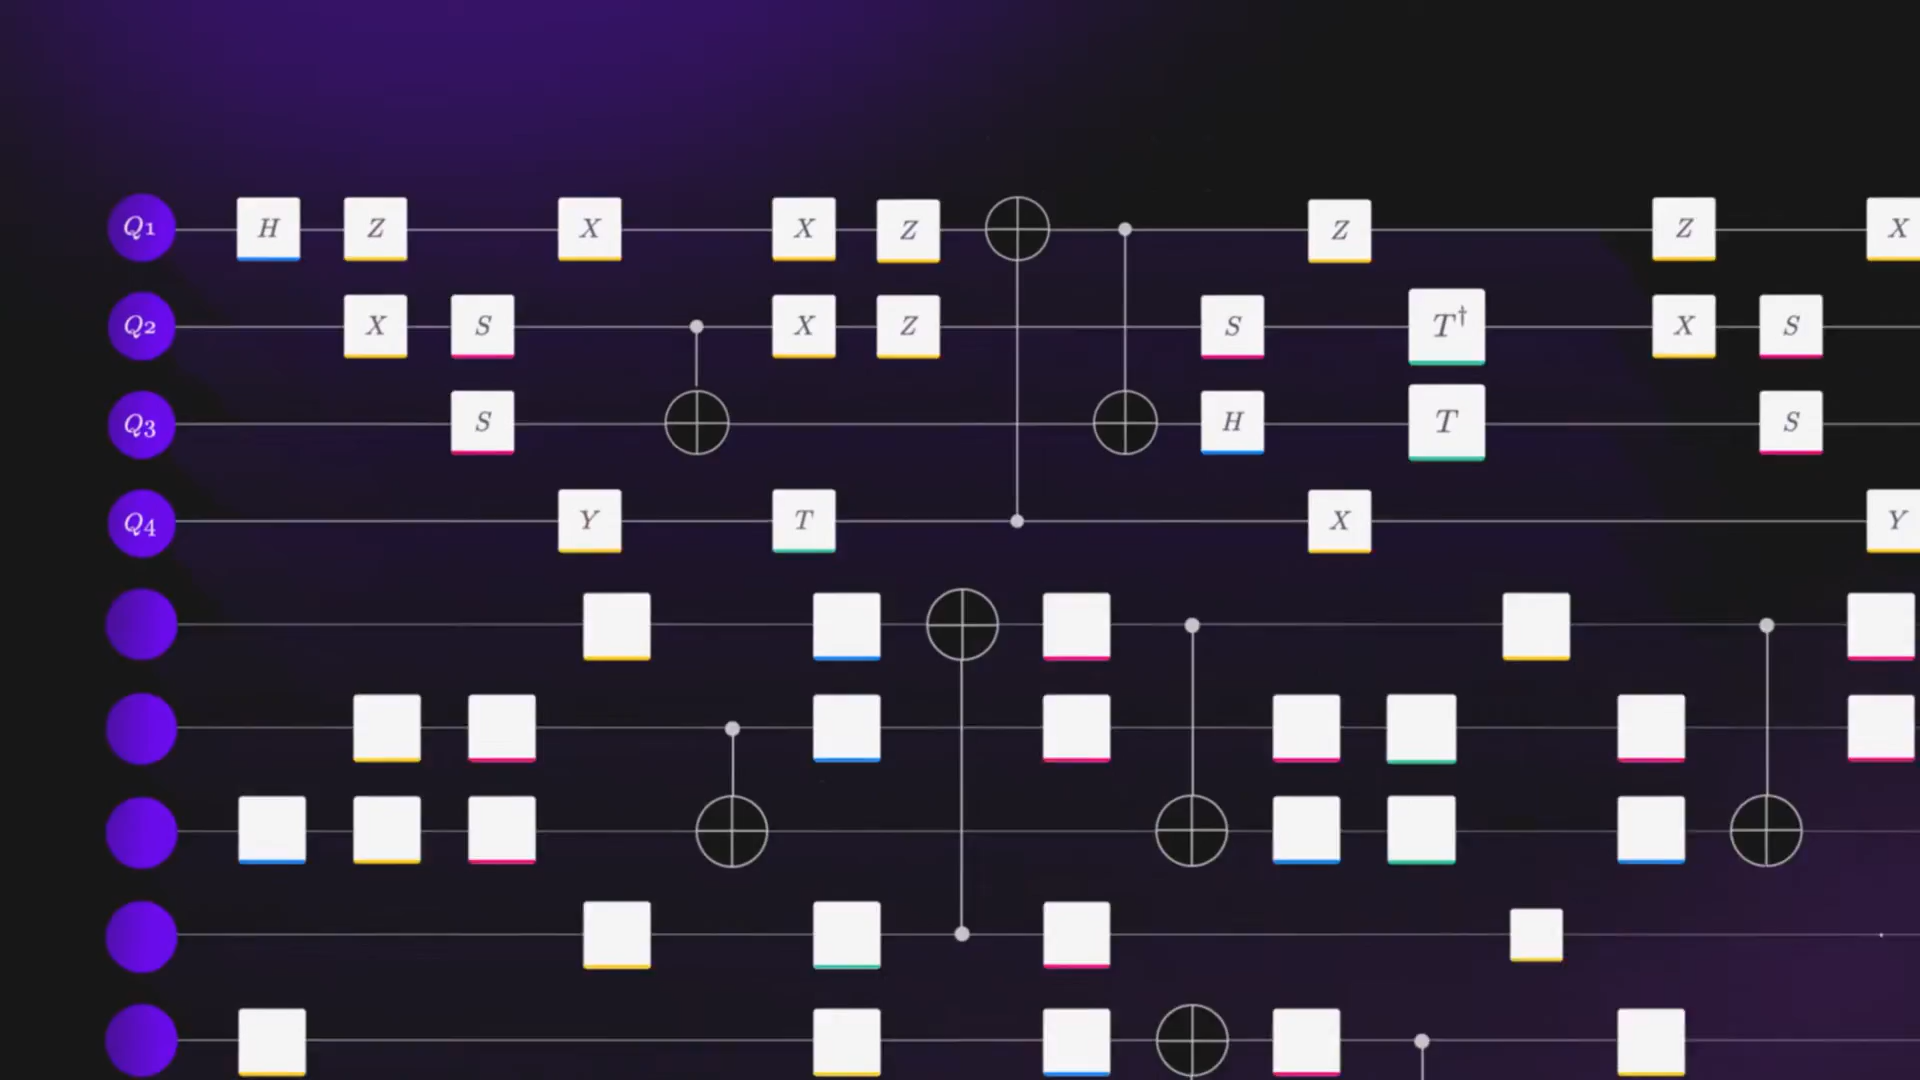 Q1 H Z X X Z Z Z X
Q2 X S X Z S T† X S
Q3 S H T S
Q4 Y T X Y